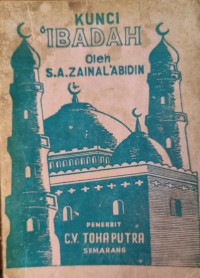 KUNCI
'IBADAH
Oleh
S.A. ZAINAL 'ABIDIN
PENERBIT
C.V. TOHA PUTRA
SEMARANG